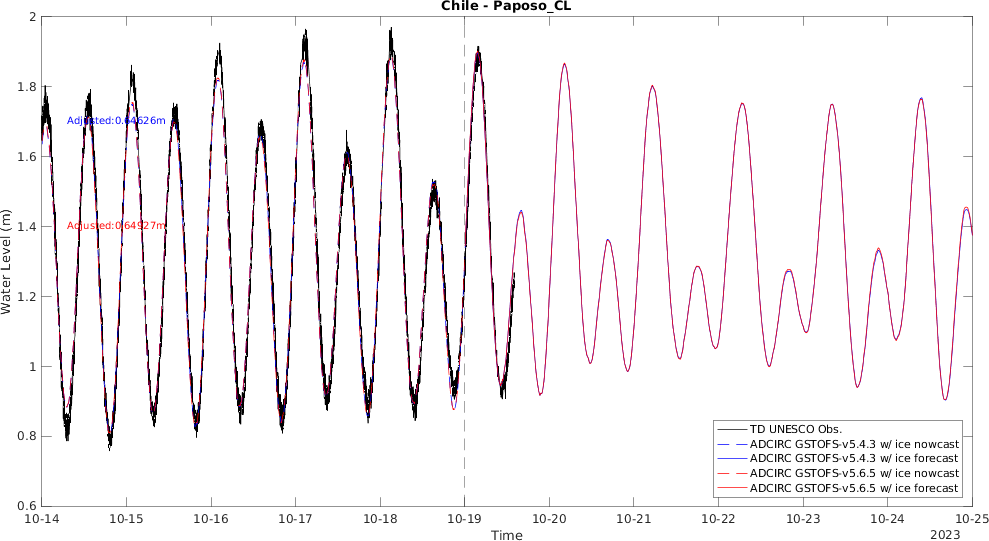 Chile - Paposo_CL
2
1.8
1.6
1.4
1.2
1
0.8
0.6
Water Level (m)
Adjusted:0.64626m
Adjusted:0.64927m
TD UNESCO Obs.
ADCIRC GSTOFS-v5.4.3 w/ ice nowcast
ADCIRC GSTOFS-v5.4.3 w/ ice forecast
ADCIRC GSTOFS-v5.6.5 w/ ice nowcast
ADCIRC GSTOFS-v5.6.5 w/ ice forecast
10-14 10-15 10-16 10-17 10-18 10-19 10-20 10-21 10-22 10-23 10-24 10-25
Time
2023